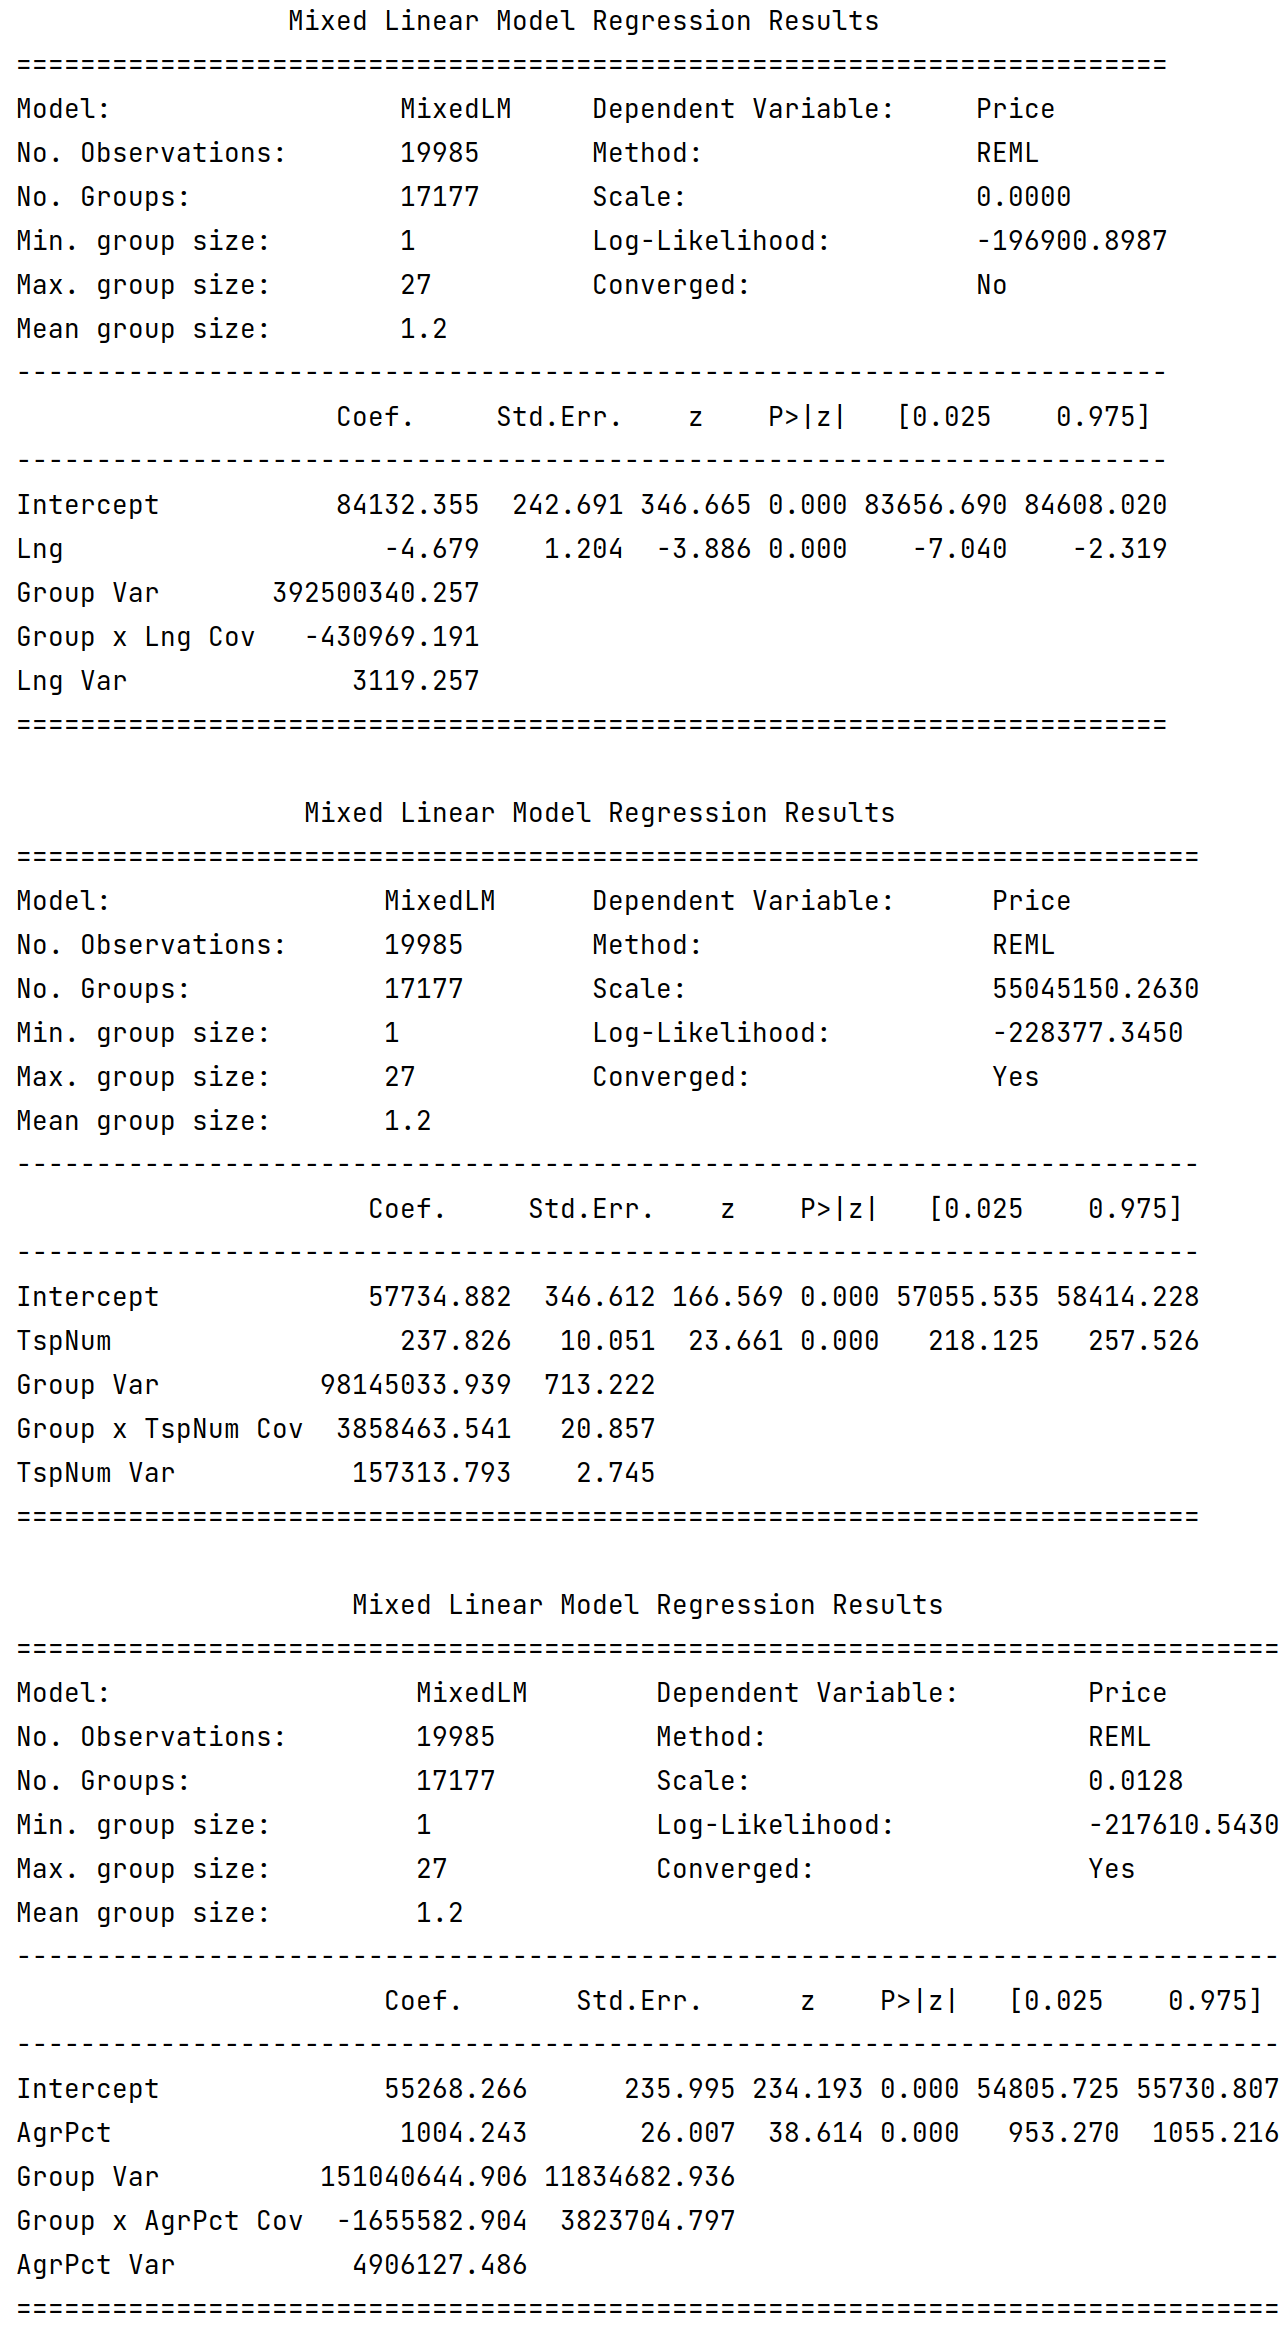 Mixed Linear Model Regression Results
========================================================================
Model:                  MixedLM     Dependent Variable:     Price
No. Observations:       19985       Method:                 REML
No. Groups:             17177       Scale:                  0.0000
Min. group size:        1           Log-Likelihood:         -196900.8987
Max. group size:        27          Converged:              No
Mean group size:        1.2
------------------------------------------------------------------------
                    Coef.     Std.Err.    z    P>|z|   [0.025    0.975]
------------------------------------------------------------------------
Intercept           84132.355  242.691 346.665 0.000 83656.690 84608.020
Lng                    -4.679    1.204  -3.886 0.000    -7.040    -2.319
Group Var       392500340.257
Group x Lng Cov   -430969.191
Lng Var              3119.257
========================================================================
Mixed Linear Model Regression Results
==========================================================================
Model:                 MixedLM      Dependent Variable:      Price
No. Observations:      19985        Method:                  REML
No. Groups:            17177        Scale:                   55045150.2630
Min. group size:       1            Log-Likelihood:          -228377.3450
Max. group size:       27           Converged:               Yes
Mean group size:       1.2
--------------------------------------------------------------------------
                      Coef.     Std.Err.    z    P>|z|   [0.025    0.975]
--------------------------------------------------------------------------
Intercept             57734.882  346.612 166.569 0.000 57055.535 58414.228
TspNum                  237.826   10.051  23.661 0.000   218.125   257.526
Group Var          98145033.939  713.222
Group x TspNum Cov  3858463.541   20.857
TspNum Var           157313.793    2.745
==========================================================================
Mixed Linear Model Regression Results
===============================================================================
Model:                   MixedLM        Dependent Variable:        Price
No. Observations:        19985          Method:                    REML
No. Groups:              17177          Scale:                     0.0128
Min. group size:         1              Log-Likelihood:            -217610.5430
Max. group size:         27             Converged:                 Yes
Mean group size:         1.2
-------------------------------------------------------------------------------
                       Coef.       Std.Err.      z    P>|z|   [0.025    0.975]
-------------------------------------------------------------------------------
Intercept              55268.266      235.995 234.193 0.000 54805.725 55730.807
AgrPct                  1004.243       26.007  38.614 0.000   953.270  1055.216
Group Var          151040644.906 11834682.936
Group x AgrPct Cov  -1655582.904  3823704.797
AgrPct Var           4906127.486
===============================================================================